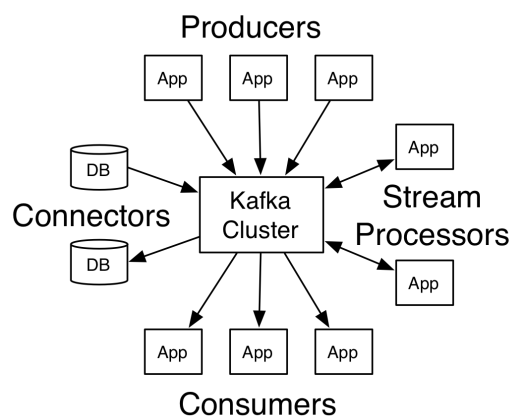 Producers
App
App
App
DB
App
Connectors
Kafka
Cluster
Stream
Processors
DB
App
App
App
App
Consumers